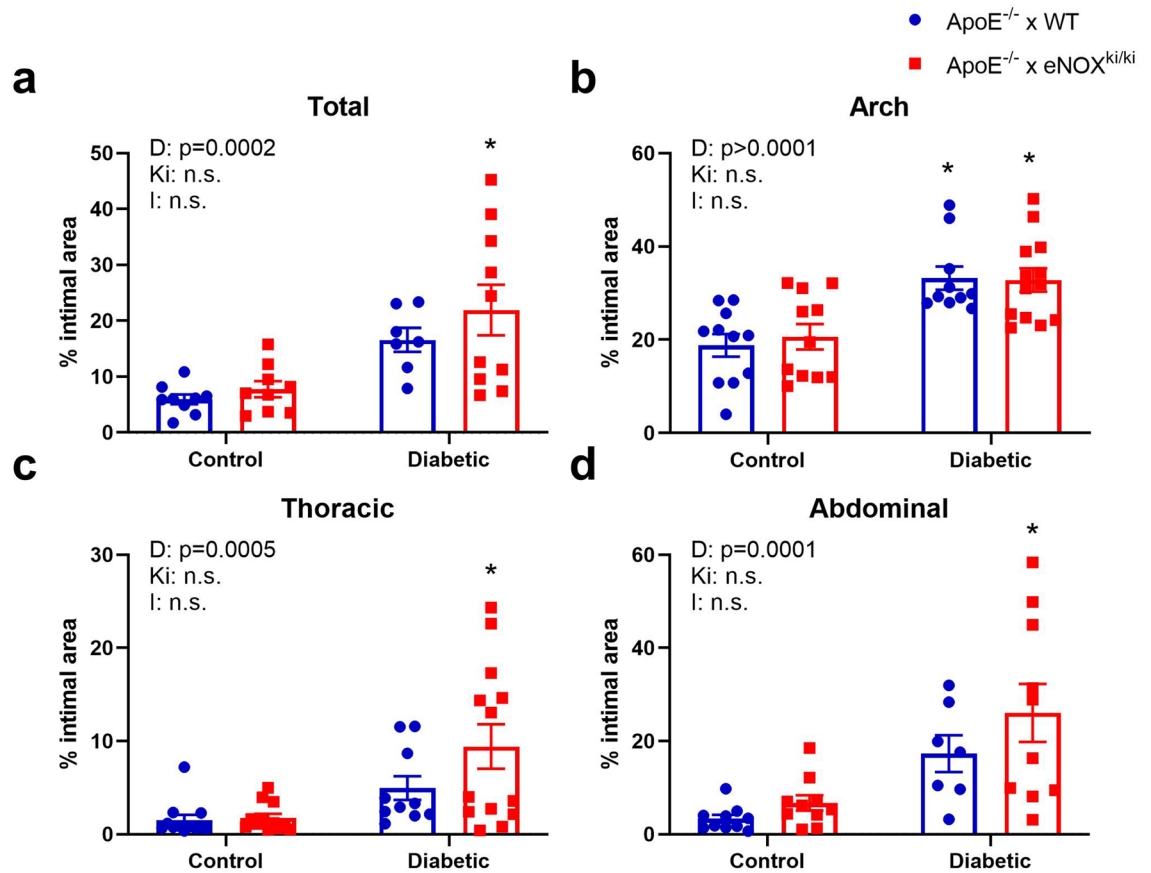 ApoE-/- x WT
ApoE-/- x eNOXki/ki
a
Total
D: p=0.0002
Ki: n.s.
I: n.s.
*
% intimal area
50
40
30
20
10
0
Control
Diabetic
b
Arch
D: p>0.0001
Ki: n.s.
I: n.s.
*
*
% intimal area
60
40
20
0
Control
Diabetic
c
Thoracic
D: p=0.0005
Ki: n.s.
I: n.s.
*
% intimal area
30
20
10
0
Control
Diabetic
d
Abdominal
D: p=0.0001
Ki: n.s.
I: n.s.
*
% intimal area
60
40
20
0
Control
Diabetic